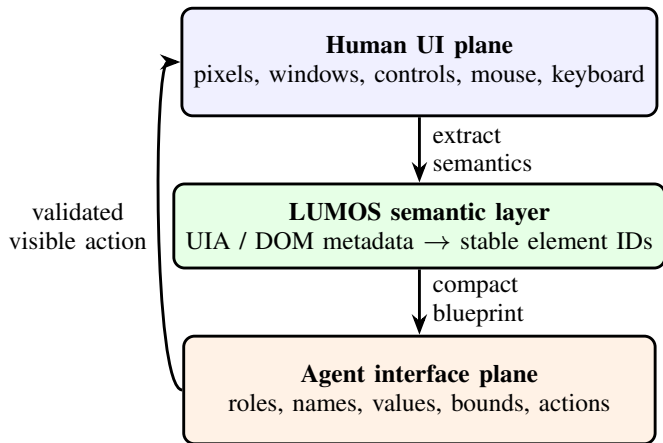 Human UI plane
pixels, windows, controls, mouse, keyboard
extract
semantics
LUMOS semantic layer
UIA / DOM metadata → stable element IDs
validated
visible action
compact
blueprint
Agent interface plane
roles, names, values, bounds, actions